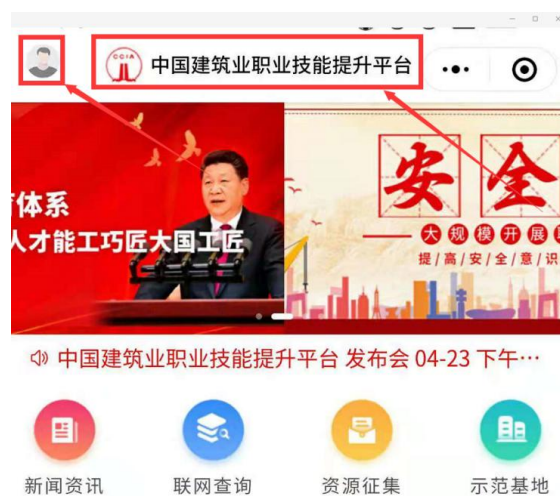 CCIA
中国建筑业职业技能提升平台
体系
人才能工巧匠大国工匠
安全
大规模开展
提/高/安/全/意/识
中国建筑业职业技能提升平台 发布会 04-23 下午…
新闻资讯 联网查询 资源征集 示范基地